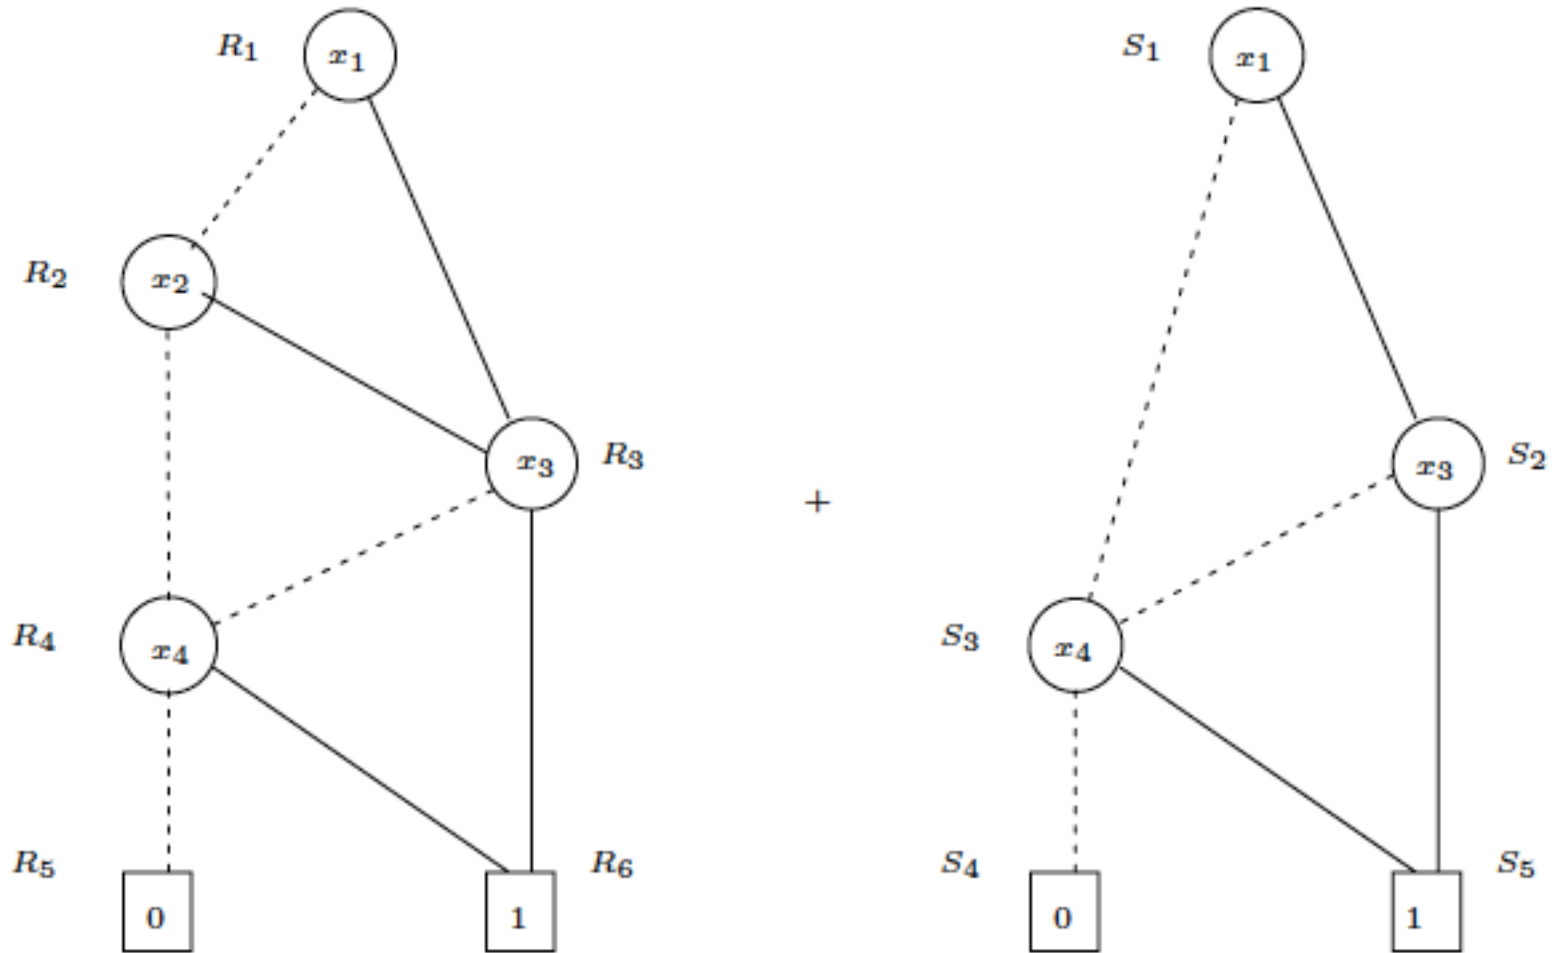 R₁ x₁ S₁ x₁
R₂ x₂
x₃ R₃ x₃ S₂
+
R₄ x₄ S₃ x₄
R₅ R₆ S₄ S₅
0 1 0 1